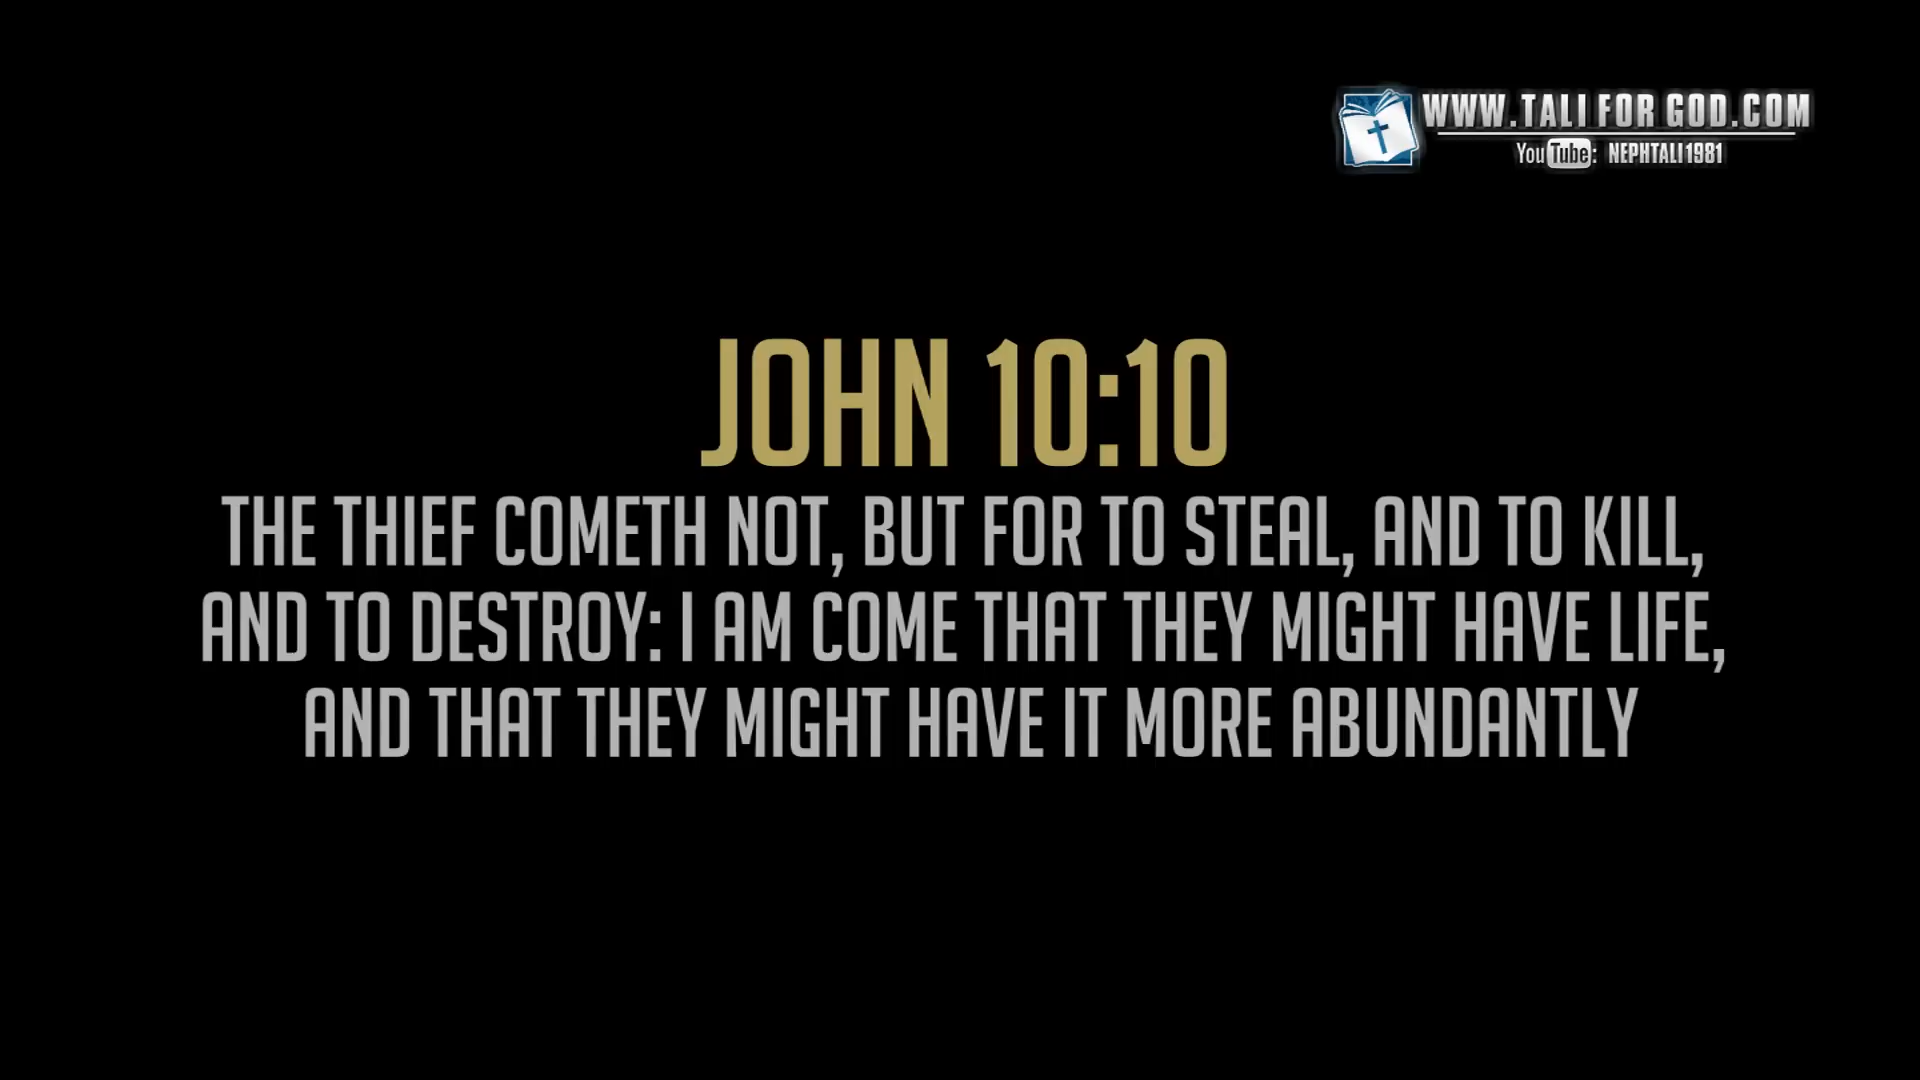 WWW.TALI FOR GOD.COM
YouTube: NEPHTALI1981
JOHN 10:10
THE THIEF COMETH NOT, BUT FOR TO STEAL, AND TO KILL,
AND TO DESTROY: I AM COME THAT THEY MIGHT HAVE LIFE,
AND THAT THEY MIGHT HAVE IT MORE ABUNDANTLY